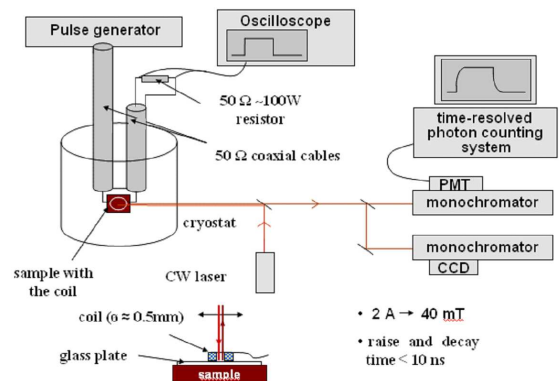 Pulse generator
Oscilloscope
50 Ω ~100W
resistor
50 Ω coaxial cables
time-resolved
photon counting
system
PMT
monochromator
monochromator
CCD
cryostat
sample with
the coil
CW laser
coil (ø ≈ 0.5mm)
glass plate
sample
• 2 A → 40 mT
• raise and decay
time < 10 ns